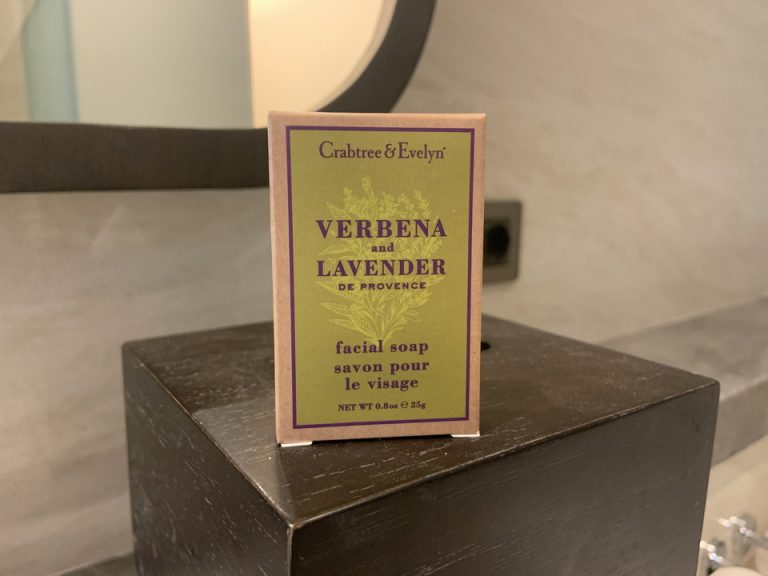 Crabtree & Evelyn®
VERBENA
and
LAVENDER
DE PROVENCE
facial soap
savon pour
le visage
NET WT 0.8oz ℮ 25g